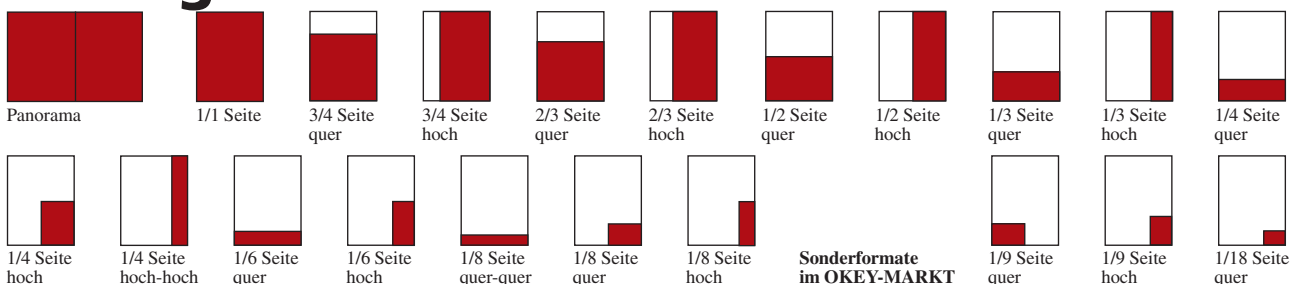 Panorama
1/1 Seite
3/4 Seite
quer
3/4 Seite
hoch
2/3 Seite
quer
2/3 Seite
hoch
1/2 Seite
quer
1/2 Seite
hoch
1/3 Seite
quer
1/3 Seite
hoch
1/4 Seite
quer
1/4 Seite
hoch
1/4 Seite
hoch-hoch
1/6 Seite
quer
1/6 Seite
hoch
1/8 Seite
quer-quer
1/8 Seite
quer
1/8 Seite
hoch
Sonderformate
im OKEY-MARKT
1/9 Seite
quer
1/9 Seite
hoch
1/18 Seite
quer